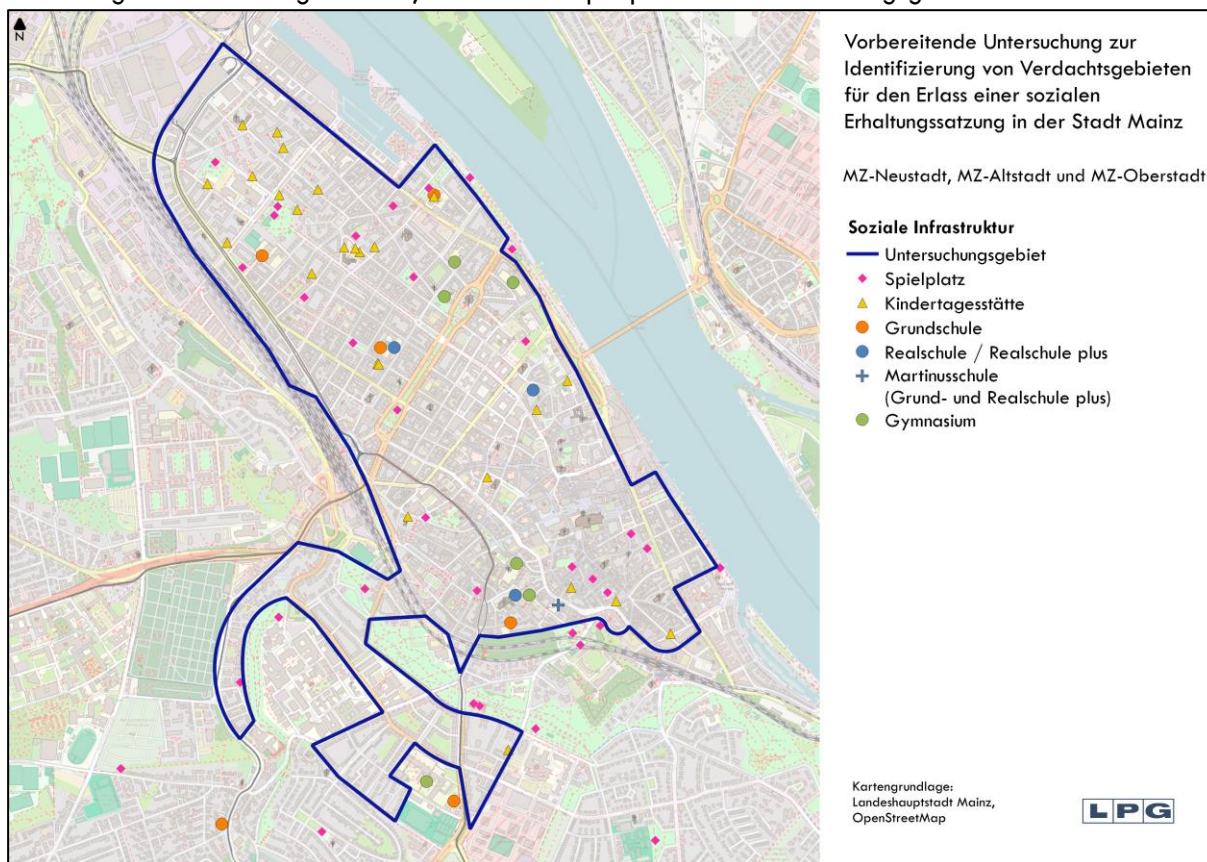 N
Vorbereitende Untersuchung zur
Identifizierung von Verdachtsgebieten
für den Erlass einer sozialen
Erhaltungssatzung in der Stadt Mainz
MZ-Neustadt, MZ-Altstadt und MZ-Oberstadt
Soziale Infrastruktur
Untersuchungsgebiet
Spielplatz
Kindertagesstätte
Grundschule
Realschule / Realschule plus
Martinusschule
(Grund- und Realschule plus)
Gymnasium
Kartengrundlage:
Landeshauptstadt Mainz,
OpenStreetMap
LPG